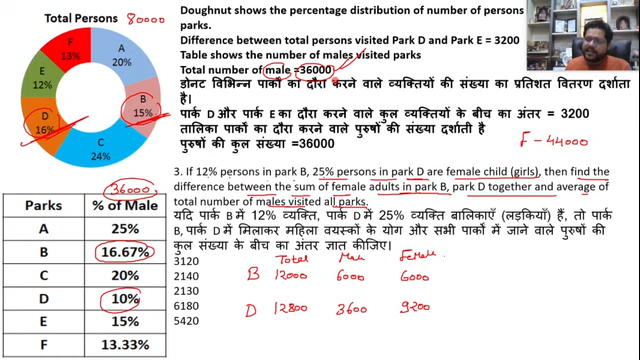 Total Persons 80000
F
13%
A
20%
E
12%
B
15%
D
16%
C
24%
Doughnut shows the percentage distribution of number of persons
parks.
Difference between total persons visited Park D and Park E = 3200
Table shows the number of males visited parks
Total number of male =36000
डोनट विभिन्न पार्कों का दौरा करने वाले व्यक्तियों की संख्या का प्रतिशत वितरण दर्शाता
है।
पार्क D और पार्क E का दौरा करने वाले कुल व्यक्तियों के बीच का अंतर = 3200
तालिका पार्कों का दौरा करने वाले पुरुषों की संख्या दर्शाती है
पुरुषों की कुल संख्या =36000
F - 44000
3. If 12% persons in park B, 25% persons in park D are female child (girls), then find the
difference between the sum of female adults in park B, park D together and average of
total number of males visited all parks.
यदि पार्क B में 12% व्यक्ति, पार्क D में 25% व्यक्ति बालिकाएँ (लड़कियाँ) हैं, तो पार्क
B, पार्क D में मिलाकर महिला वयस्कों के योग और सभी पार्कों में जाने वाले पुरुषों की
कुल संख्या के बीच का अंतर ज्ञात कीजिए।
3120
2140
2130
6180
5420
Total Male Female
B 12000 6000 6000
D 12800 3600 9200
36000
Parks % of Male
A 25%
B 16.67%
C 20%
D 10%
E 15%
F 13.33%